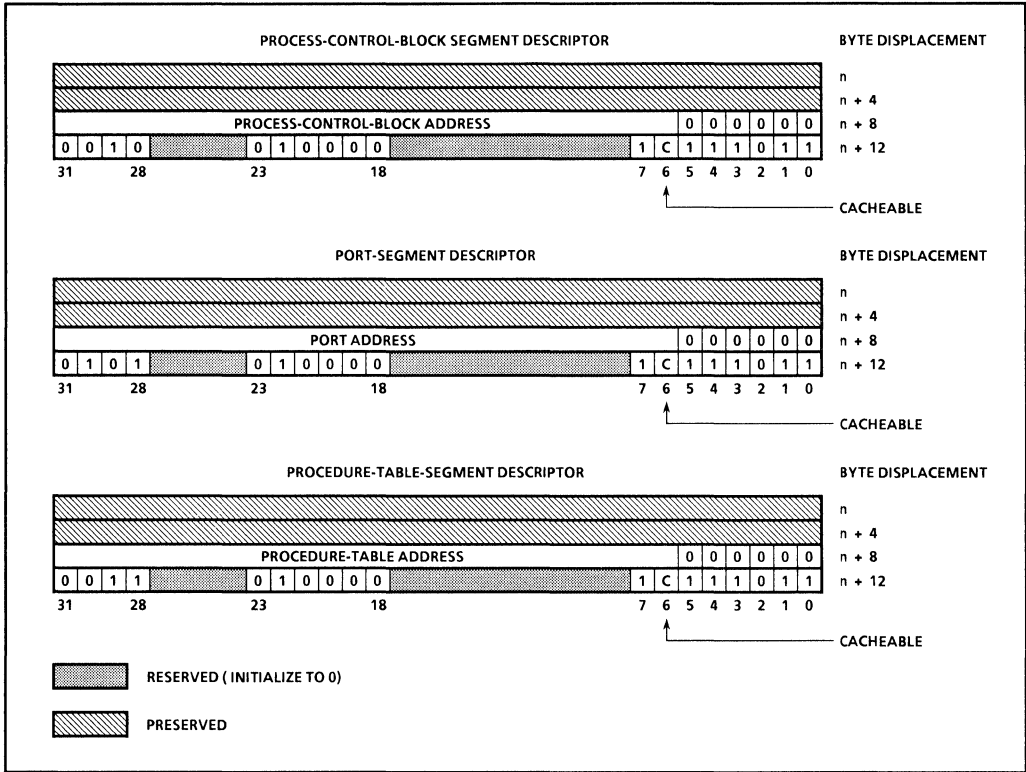 PROCESS-CONTROL-BLOCK SEGMENT DESCRIPTOR BYTE DISPLACEMENT
n
n + 4
PROCESS-CONTROL-BLOCK ADDRESS 0 0 0 0 0 0 n + 8
0 0 1 0 0 1 0 0 0 0 1 C 1 1 1 0 1 1 n + 12
31 28 23 18 7 6 5 4 3 2 1 0
CACHEABLE
PORT-SEGMENT DESCRIPTOR BYTE DISPLACEMENT
n
n + 4
PORT ADDRESS 0 0 0 0 0 0 n + 8
0 1 0 1 0 1 0 0 0 0 1 C 1 1 1 0 1 1 n + 12
31 28 23 18 7 6 5 4 3 2 1 0
CACHEABLE
PROCEDURE-TABLE-SEGMENT DESCRIPTOR BYTE DISPLACEMENT
n
n + 4
PROCEDURE-TABLE ADDRESS 0 0 0 0 0 0 n + 8
0 0 1 1 0 1 0 0 0 0 1 C 1 1 1 0 1 1 n + 12
31 28 23 18 7 6 5 4 3 2 1 0
CACHEABLE
RESERVED ( INITIALIZE TO 0)
PRESERVED